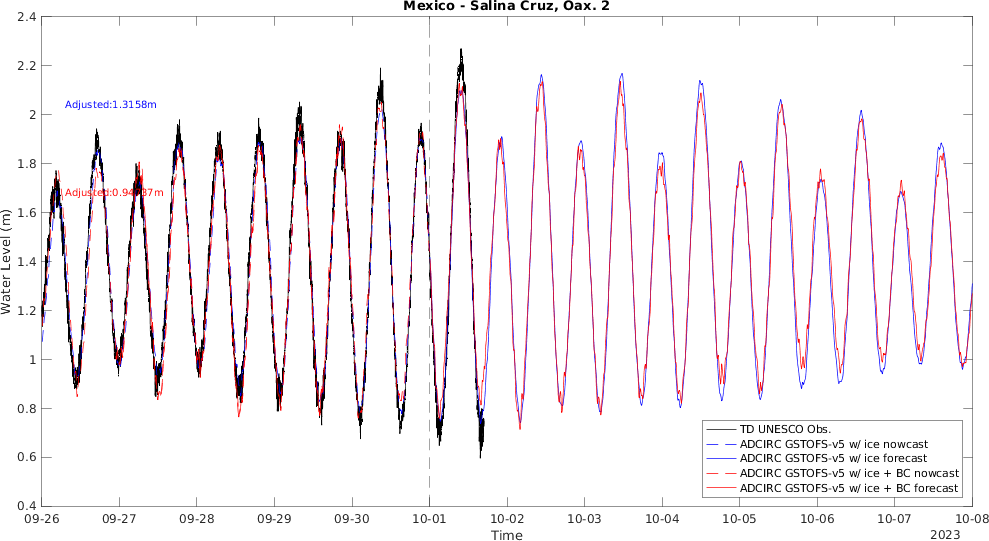 Mexico - Salina Cruz, Oax. 2
2.4
2.2
2
1.8
1.6
1.4
1.2
1
0.8
0.6
0.4
Water Level (m)
Adjusted:1.3158m
TD UNESCO Obs.
ADCIRC GSTOFS-v5 w/ ice nowcast
ADCIRC GSTOFS-v5 w/ ice forecast
ADCIRC GSTOFS-v5 w/ ice + BC nowcast
ADCIRC GSTOFS-v5 w/ ice + BC forecast
09-26
09-27
09-28
09-29
09-30
10-01
10-02
10-03
10-04
10-05
10-06
10-07
10-08
Time
2023